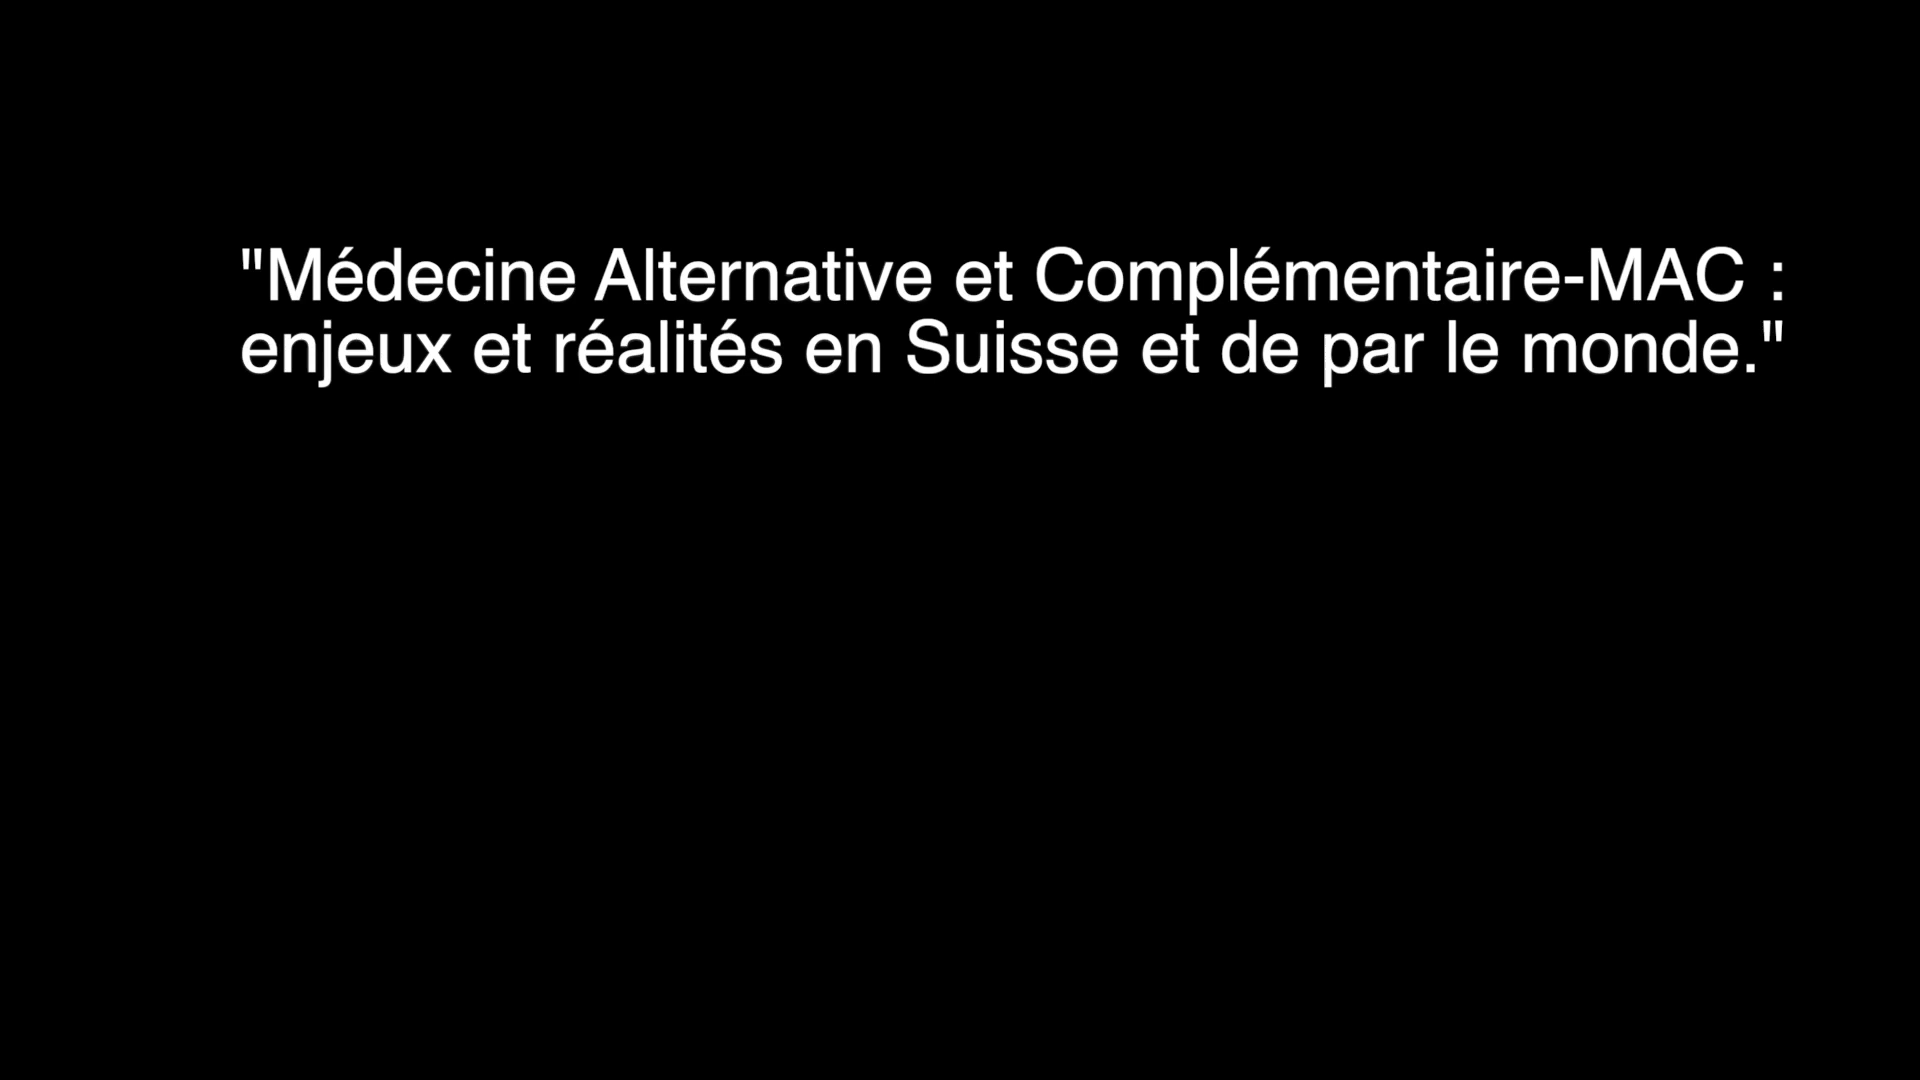 "Médecine Alternative et Complémentaire-MAC :
enjeux et réalités en Suisse et de par le monde."